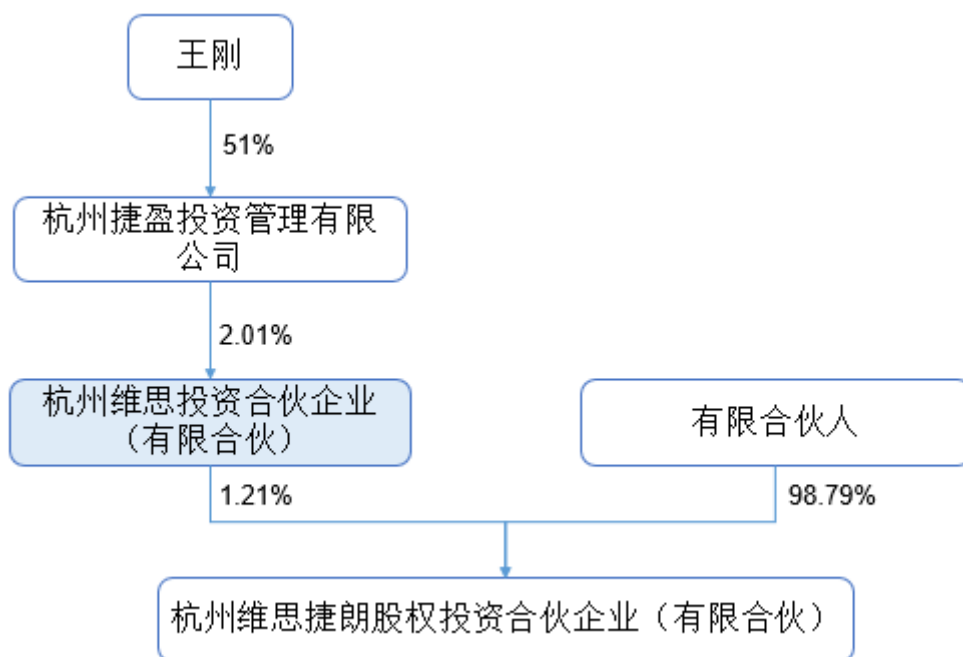 王刚
51%
杭州捷盈投资管理有限
公司
2.01%
杭州维思投资合伙企业
（有限合伙）
有限合伙人
1.21%
98.79%
杭州维思捷朗股权投资合伙企业（有限合伙）